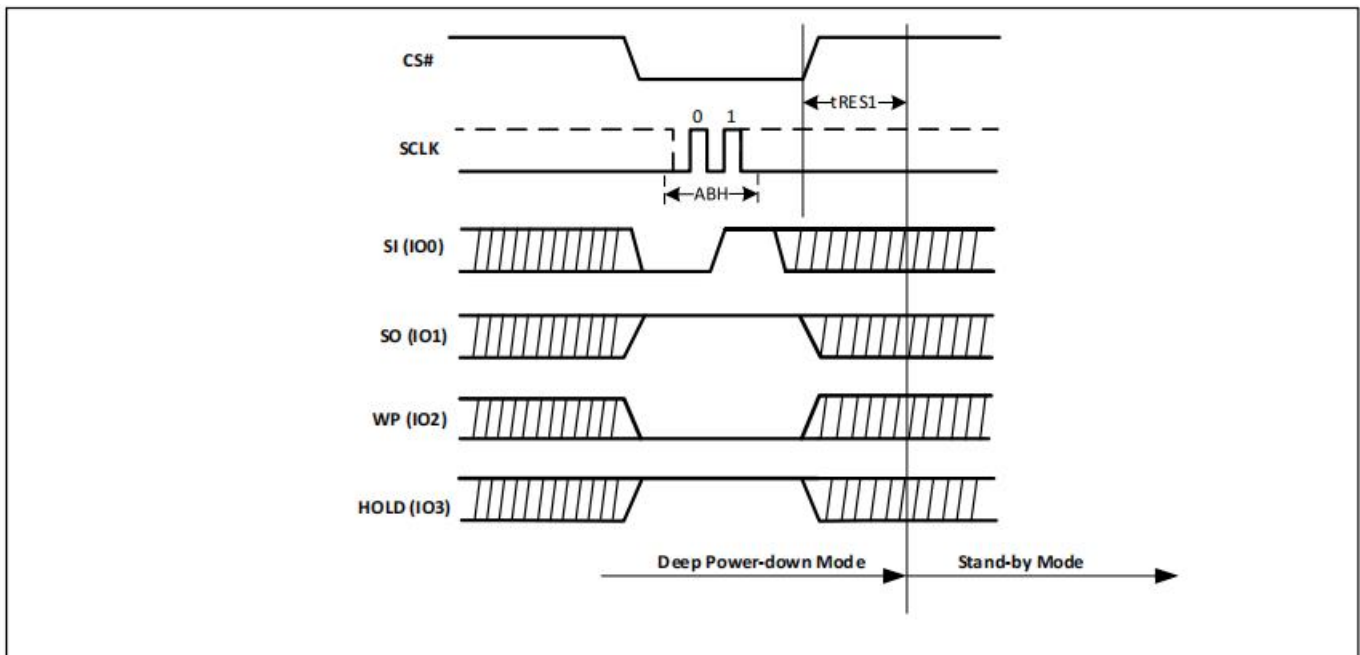 CS#
tRES1
0 1
SCLK
ABH
SI (IO0)
SO (IO1)
WP (IO2)
HOLD (IO3)
Deep Power-down Mode Stand-by Mode